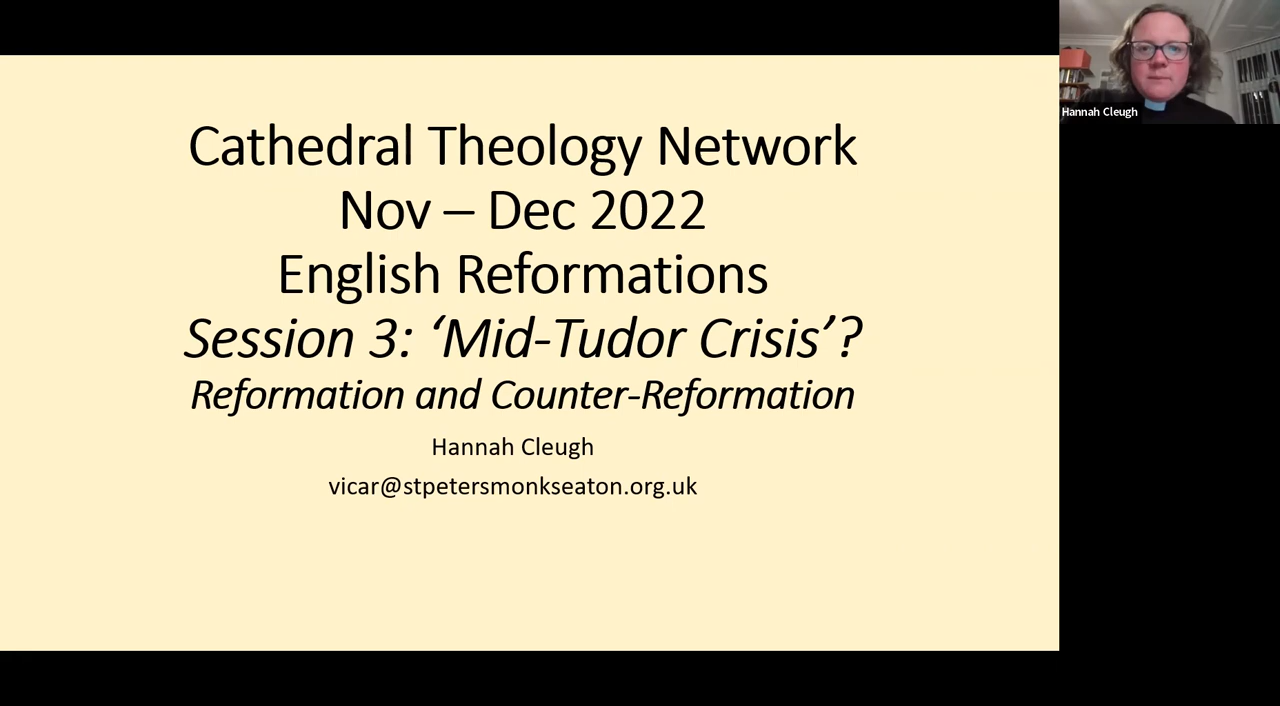 Cathedral Theology Network
Nov – Dec 2022
English Reformations
Session 3: ‘Mid-Tudor Crisis’?
Reformation and Counter-Reformation
Hannah Cleugh
vicar@stpetersmonkseaton.org.uk
Hannah Cleugh